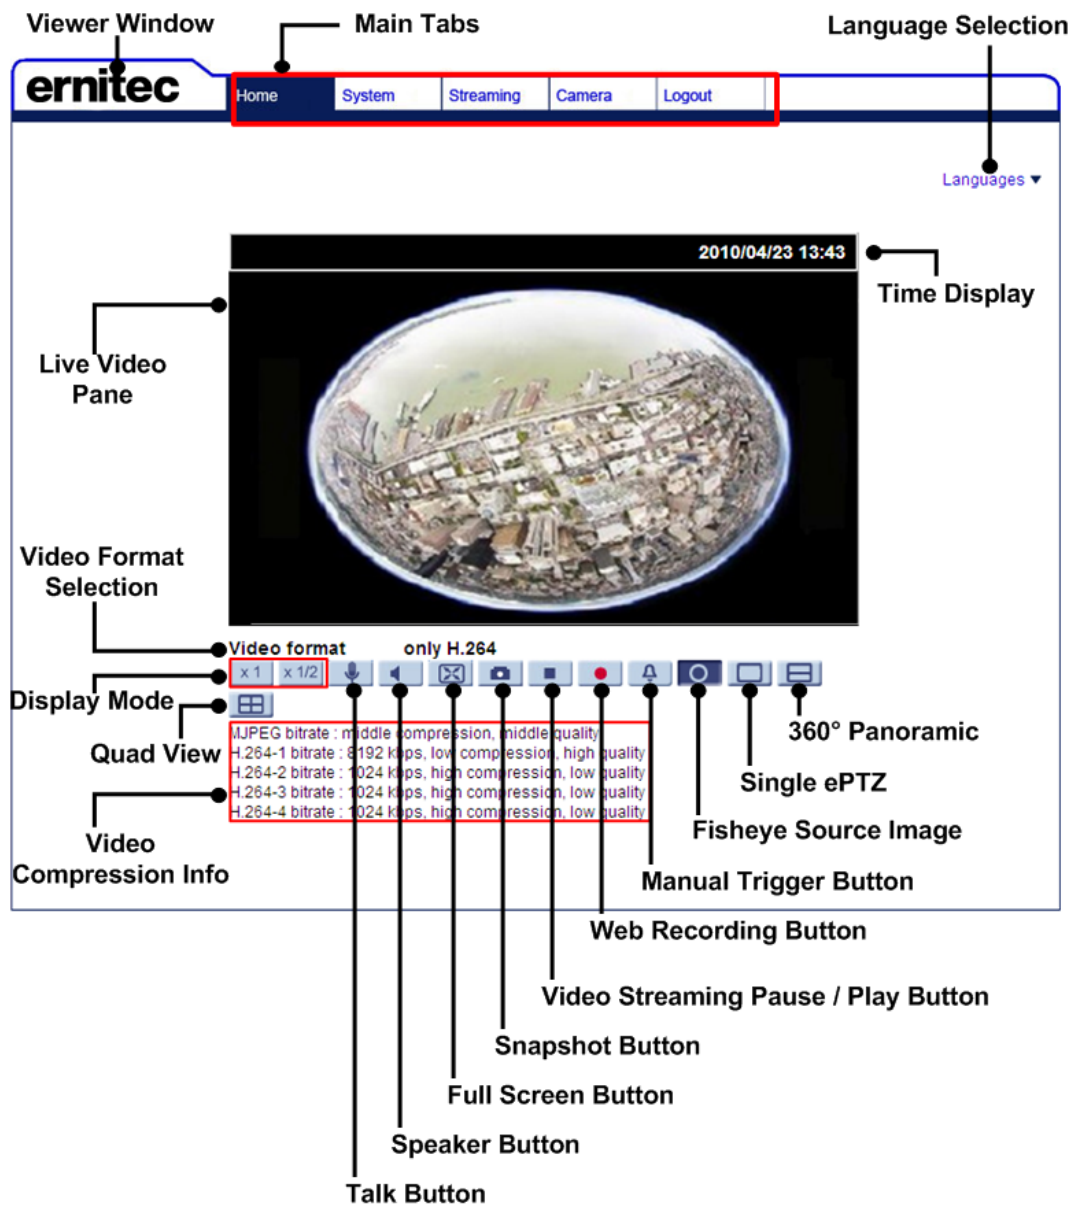 Viewer Window
Main Tabs
Language Selection
ernitec
Home
System
Streaming
Camera
Logout
Languages
2010/04/23 13:43
Time Display
Live Video
Pane
Video Format
Selection
Video format
only H.264
x 1
x 1/2
Display Mode
Quad View
MJPEG bitrate : middle compression, middle quality
H.264-1 bitrate : 8192 kbps, low compression, high quality
H.264-2 bitrate : 1024 kbps, high compression, low quality
H.264-3 bitrate : 1024 kbps, high compression, low quality
H.264-4 bitrate : 1024 kbps, high compression, low quality
Video
Compression Info
360° Panoramic
Single ePTZ
Fisheye Source Image
Manual Trigger Button
Web Recording Button
Video Streaming Pause / Play Button
Snapshot Button
Full Screen Button
Speaker Button
Talk Button